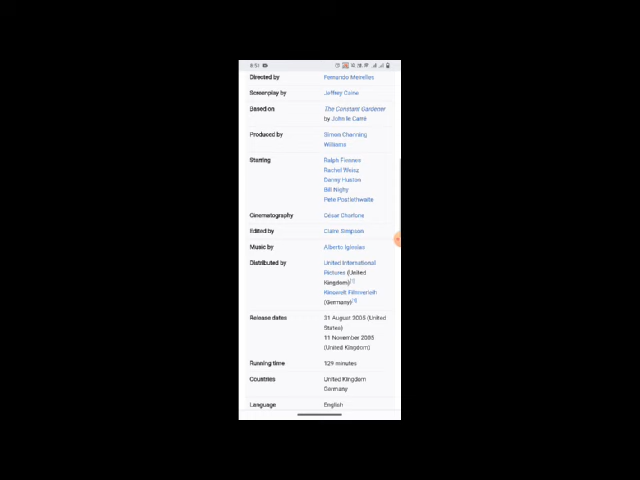 8:51
Directed by Fernando Meirelles
Screenplay by Jeffrey Caine
Based on The Constant Gardener
by John le Carré
Produced by Simon Channing
Williams
Starring Ralph Fiennes
Rachel Weisz
Danny Huston
Bill Nighy
Pete Postlethwaite
Cinematography César Charlone
Edited by Claire Simpson
Music by Alberto Iglesias
Distributed by United International
Pictures (United
Kingdom)[1]
Kinowelt Filmverleih
(Germany)
Release dates 31 August 2005 (United
States)
11 November 2005
(United Kingdom)
Running time 129 minutes
Countries United Kingdom
Germany
Language English